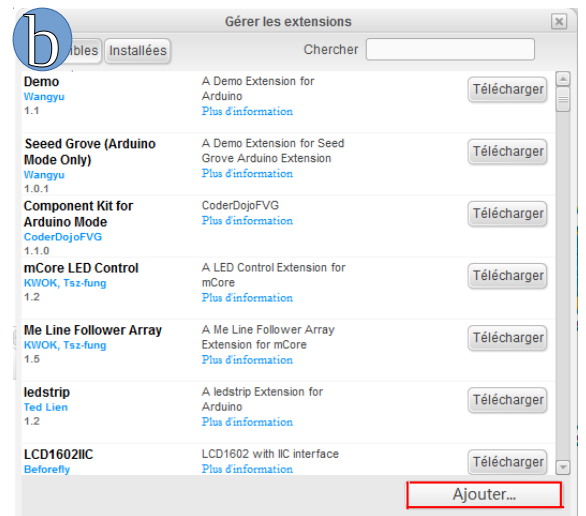 Gérer les extensions
b
bles Installées Chercher
Demo
Wangyu
1.1
A Demo Extension for
Arduino
Plus d'information
Télécharger
Seeed Grove (Arduino
Mode Only)
Wangyu
1.0.1
A Demo Extension for Seed
Grove Arduino Extension
Plus d'information
Télécharger
Component Kit for
Arduino Mode
CoderDojoFVG
1.1.0
CoderDojoFVG
Plus d'information
Télécharger
mCore LED Control
KWOK, Tsz-fung
1.2
A LED Control Extension for
mCore
Plus d'information
Télécharger
Me Line Follower Array
KWOK, Tsz-fung
1.5
A Me Line Follower Array
Extension for mCore
Plus d'information
Télécharger
ledstrip
Ted Lien
1.2
A ledstrip Extension for
Arduino
Plus d'information
Télécharger
LCD1602IIC
Beforefly
LCD1602 with IIC interface
Plus d'information
Télécharger
Ajouter...